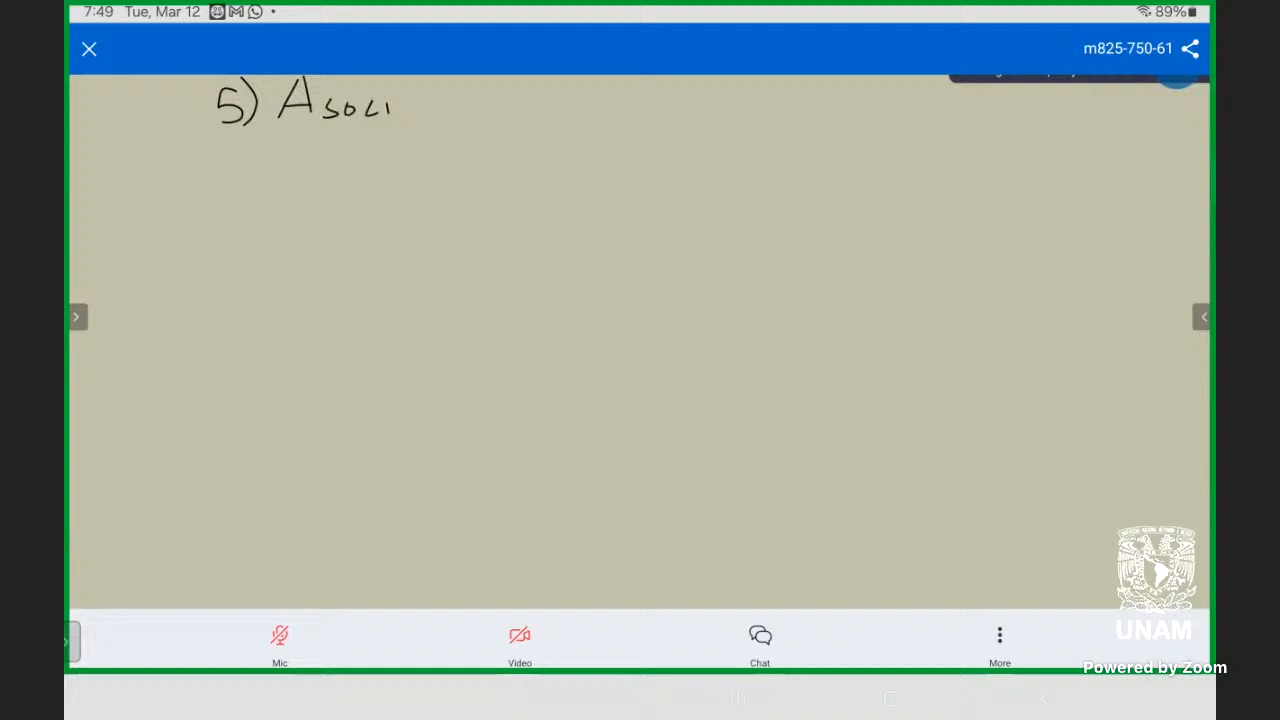 7:49 Tue, Mar 12 89%
m825-750-61
5) Asoci
UNAM
Mic Video Chat More
Powered by Zoom